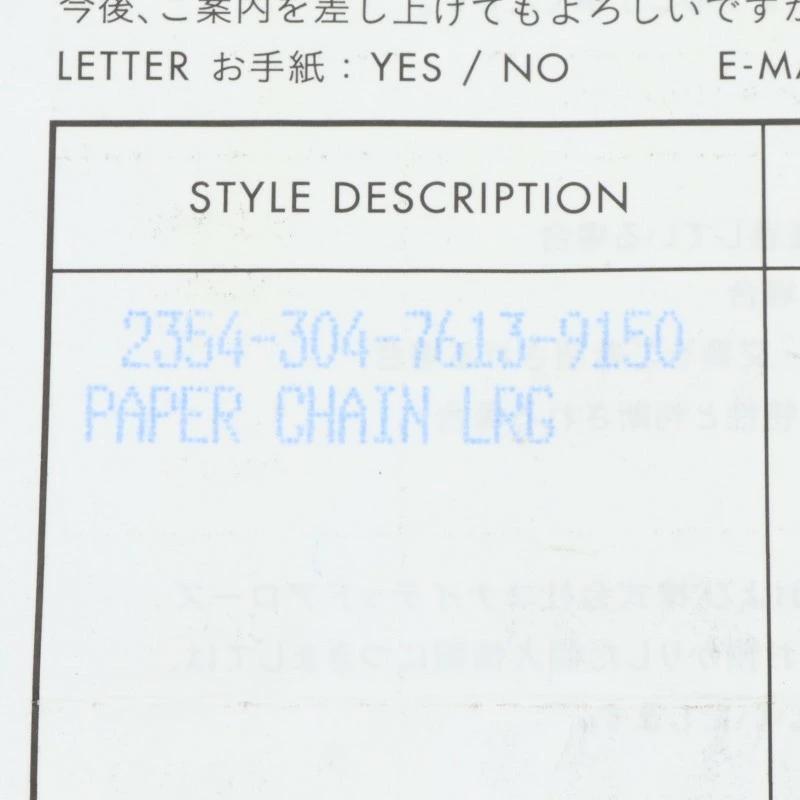 今後、ご案内を差し上げてもよろしいですか
LETTER お手紙 : YES / NO E-MA
STYLE DESCRIPTION
2354-304-7613-9150
PAPER CHAIN LRG